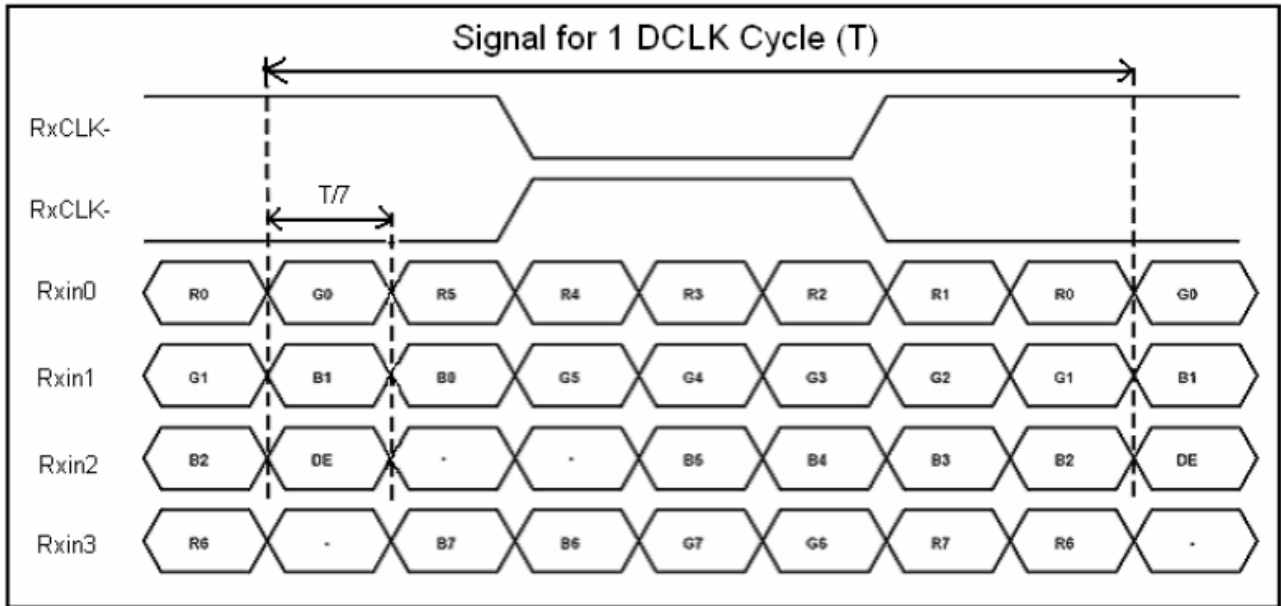 Signal for 1 DCLK Cycle (T)
RxCLK-
T/7
RxCLK-
Rxin0 R0 G0 R5 R4 R3 R2 R1 R0 G0
Rxin1 G1 B1 B0 G5 G4 G3 G2 G1 B1
Rxin2 B2 DE - - B5 B4 B3 B2 DE
Rxin3 R6 - B7 B6 G7 G6 R7 R6 -